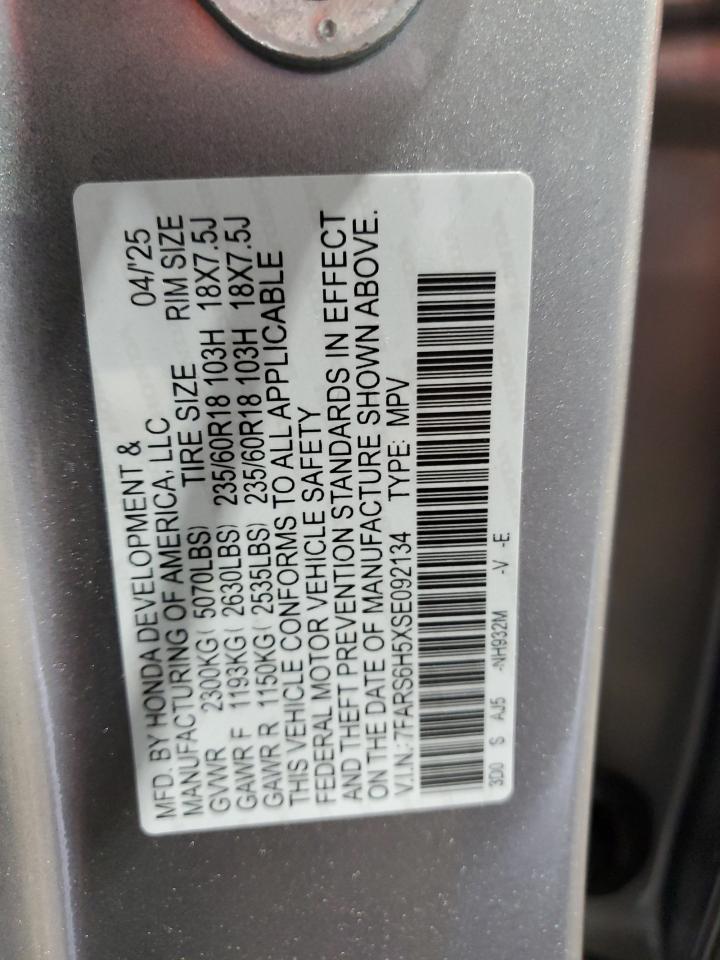 MFD. BY HONDA DEVELOPMENT & 04/'25
MANUFACTURING OF AMERICA, LLC TIRE SIZE RIM SIZE
GVWR 2300KG( 5070LBS)
GAWR F 1193KG( 2630LBS) 235/60R18 103H 18X7.5J
GAWR R 1150KG( 2535LBS) 235/60R18 103H 18X7.5J
THIS VEHICLE CONFORMS TO ALL APPLICABLE
FEDERAL MOTOR VEHICLE SAFETY
AND THEFT PREVENTION STANDARDS IN EFFECT
ON THE DATE OF MANUFACTURE SHOWN ABOVE.
V.I.N.: 7FARS6H5XSE092134 TYPE: MPV
3D0 S AJ5 -NH932M -V -E